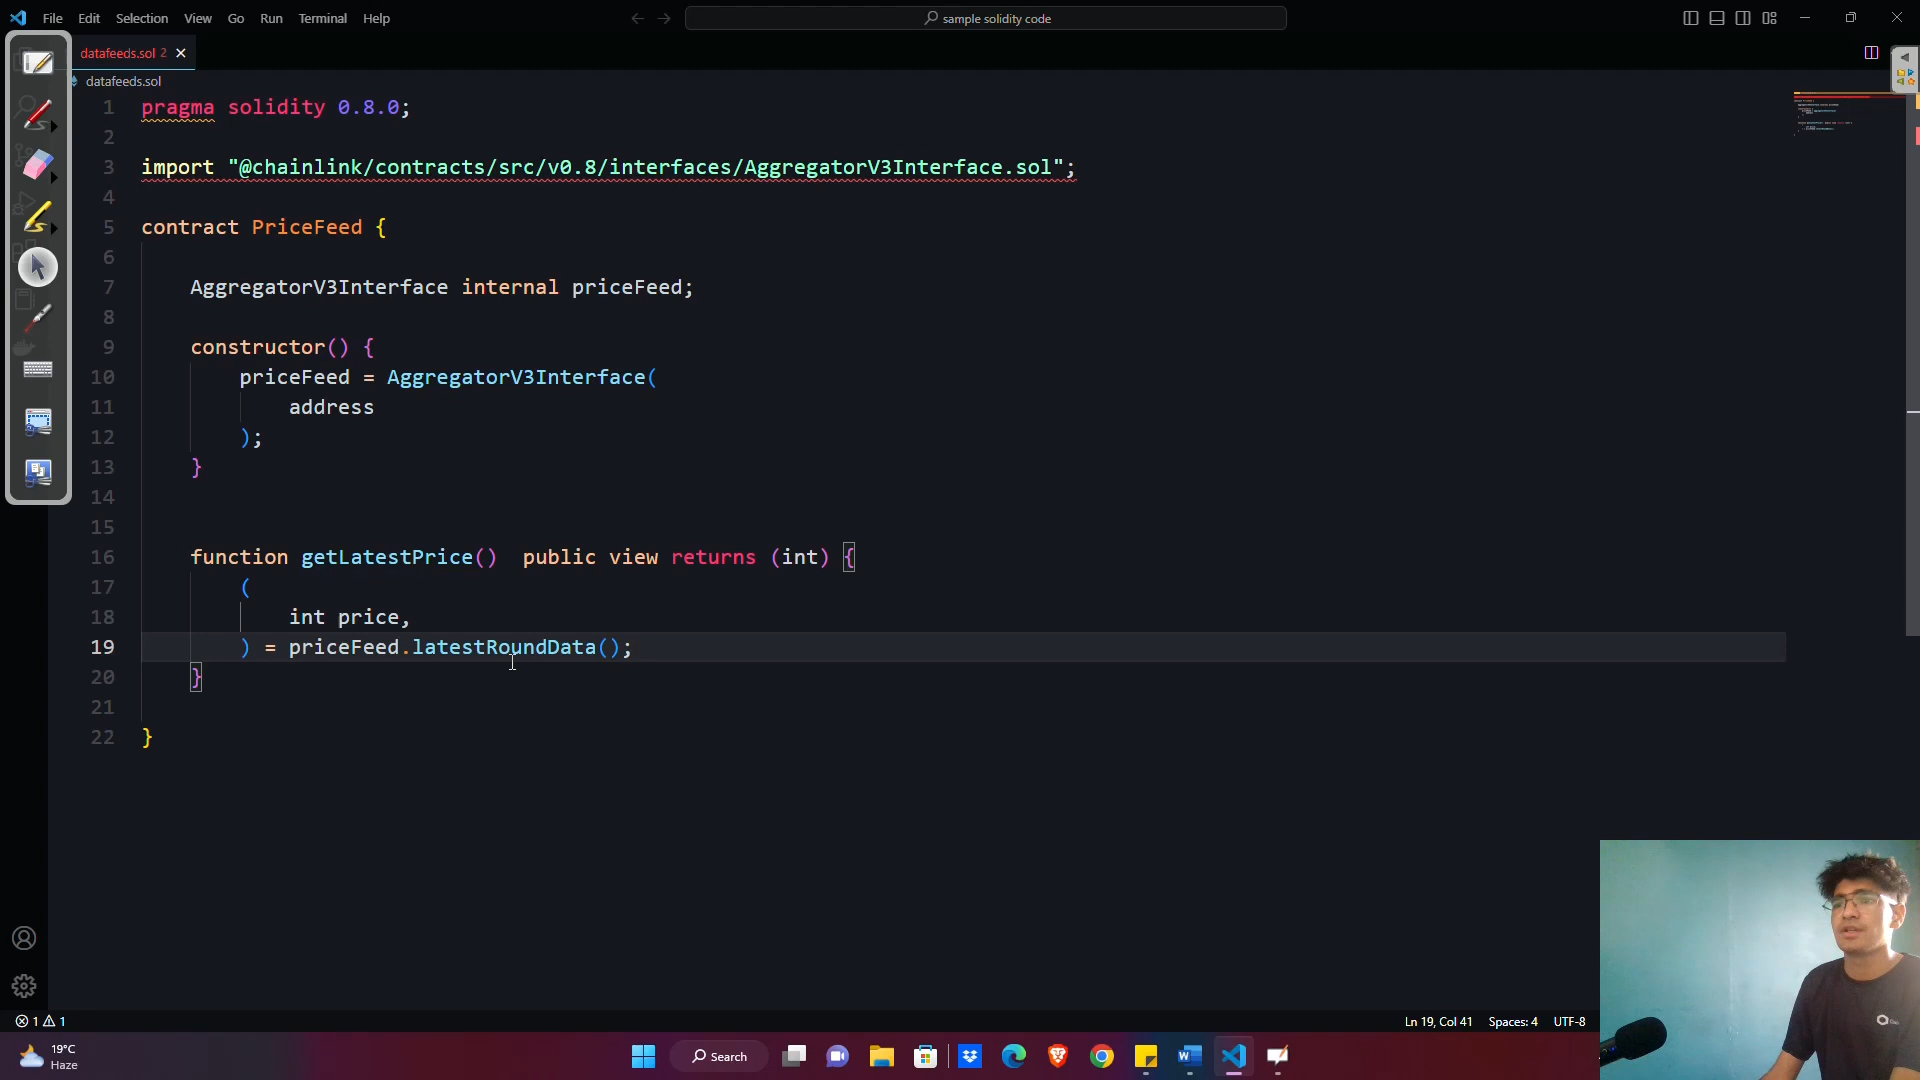 File Edit Selection View Go Run Terminal Help
sample solidity code
datafeeds.sol 2
datafeeds.sol
1 pragma solidity 0.8.0;
2
3 import "@chainlink/contracts/src/v0.8/interfaces/AggregatorV3Interface.sol";
4
5 contract PriceFeed {
6
7 AggregatorV3Interface internal priceFeed;
8
9 constructor() {
10 priceFeed = AggregatorV3Interface(
11 address
12 );
13 }
14
15
16 function getLatestPrice()  public view returns (int) {
17 (
18 int price,
19 ) = priceFeed.latestRoundData();
20 }
21
22 }
1 1
Ln 19, Col 41 Spaces: 4 UTF-8
19°C
Haze
Search